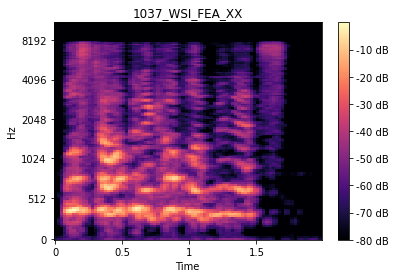 1037_WSI_FEA_XX
8192
4096
2048
1024
512
0
Hz
0
0.5
1
1.5
Time
-10 dB
-20 dB
-30 dB
-40 dB
-50 dB
-60 dB
-70 dB
-80 dB